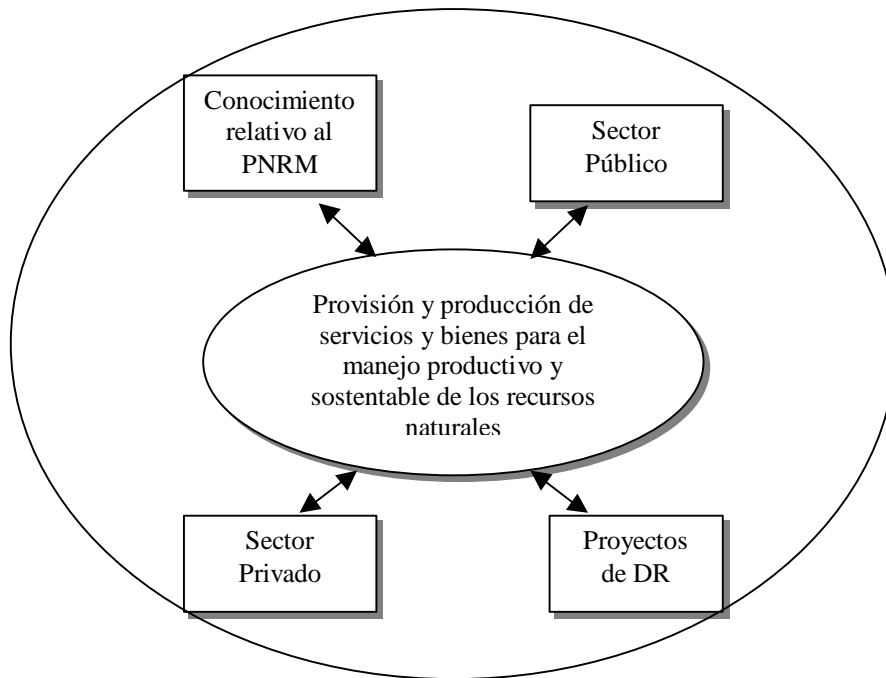 Conocimiento
relativo al
PNRM
Sector
Público
Provisión y producción de
servicios y bienes para el
manejo productivo y
sostentable de los recursos
naturales
Sector
Privado
Proyectos
de DR